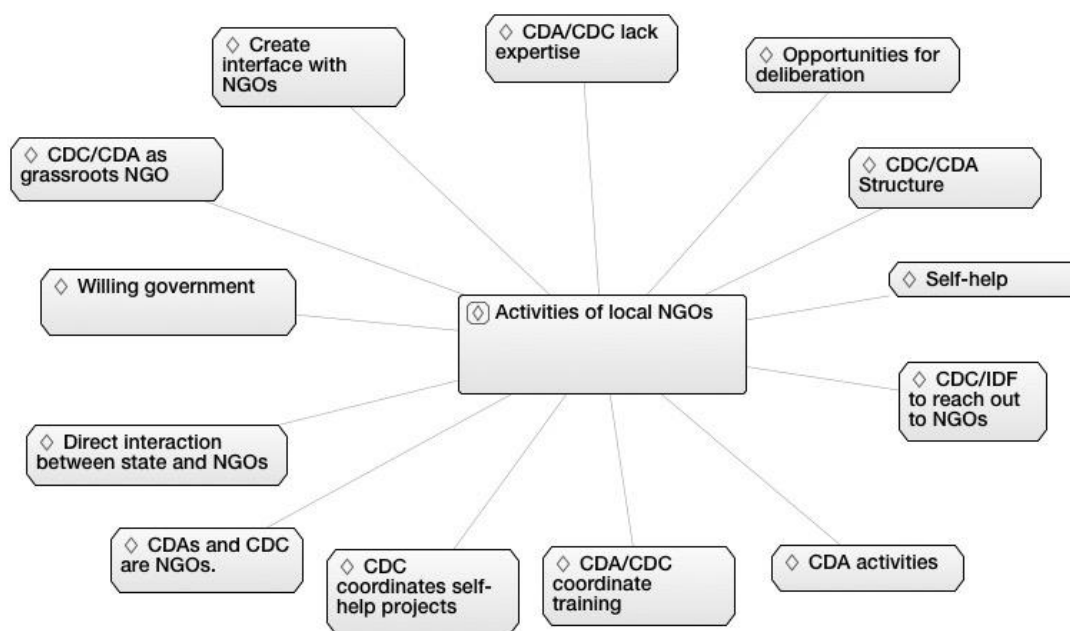 Create
interface with
NGOs
CDA/CDC lack
expertise
Opportunities for
deliberation
CDC/CDA as
grassroots NGO
CDC/CDA
Structure
Willing government
Self-help
Activities of local NGOs
CDC/IDF
to reach out
to NGOs
Direct interaction
between state and NGOs
CDAs and CDC
are NGOs.
CDC
coordinates self-
help projects
CDA/CDC
coordinate
training
CDA activities